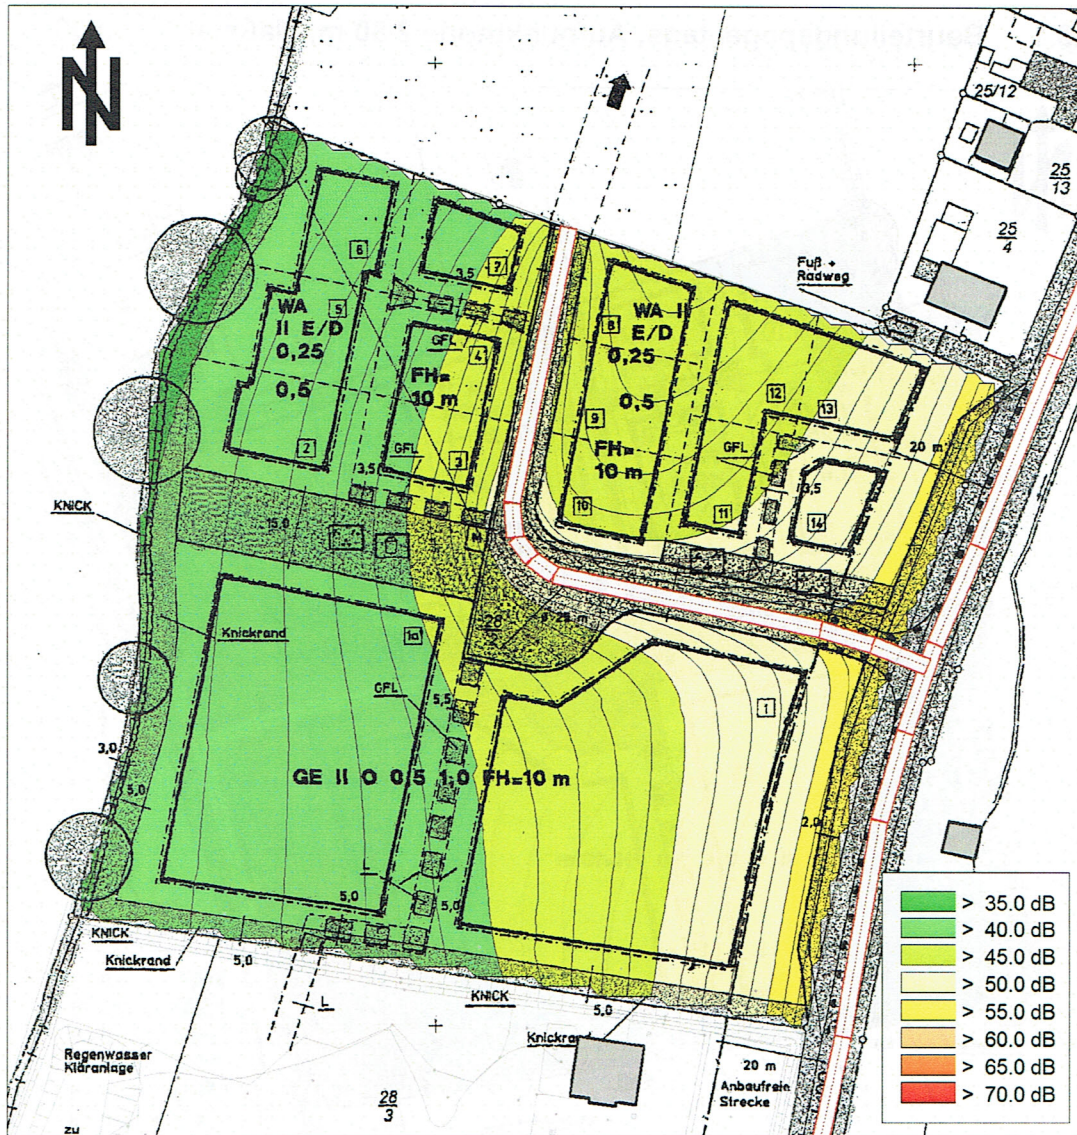 N
25/12
25
13
25
4
Fuß +
Radweg
6
7
3,5
WA
II E/D
0,25
0,5
5
GFL
4
FH=
10 m
GFL
3
2
3,5
WA II
E/D
0,25
0,5
FH=
10 m
8
9
10
12
13
GFL
20 m
3,5
11
14
KNICK
15,0
Knickrand
1a
28
GFL
5,5
1
3,0
5,0
GE II O 0,5 1,0 FH=10 m
2,0
L
5,0
5,0
KNICK
Knickrand
5,0
L
KNICK
5,0
Knickrand
Regenwasser
Kläranlage
28
3
zu
20 m
Anbaufreie
Strecke
> 35.0 dB
> 40.0 dB
> 45.0 dB
> 50.0 dB
> 55.0 dB
> 60.0 dB
> 65.0 dB
> 70.0 dB